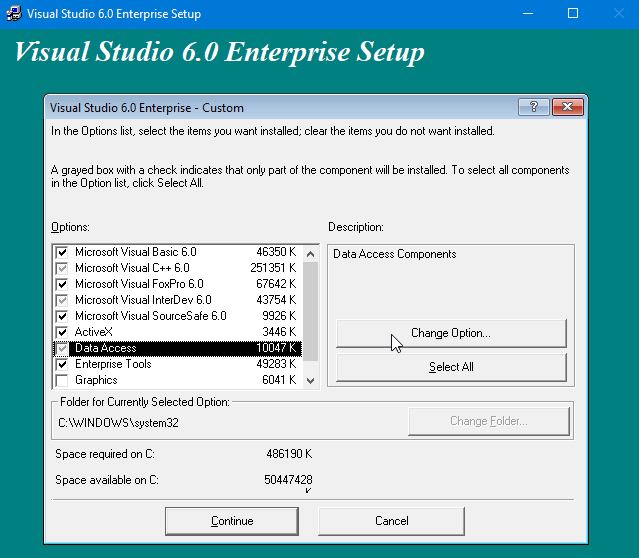 Visual Studio 6.0 Enterprise Setup
Visual Studio 6.0 Enterprise Setup
Visual Studio 6.0 Enterprise - Custom
In the Options list, select the items you want installed; clear the items you do not want installed.
A grayed box with a check indicates that only part of the component will be installed. To select all components
in the Option list, click Select All.
Options:
Description:
Microsoft Visual Basic 6.0 46350 K
Microsoft Visual C++ 6.0 251351 K
Microsoft Visual FoxPro 6.0 67642 K
Microsoft Visual InterDev 6.0 43754 K
Microsoft Visual SourceSafe 6.0 9926 K
ActiveX 3446 K
Data Access 10047 K
Enterprise Tools 49283 K
Graphics 6041 K
Data Access Components
Change Option...
Select All
Folder for Currently Selected Option:
C:\WINDOWS\system32
Change Folder...
Space required on C: 486190 K
Space available on C: 50447428
Continue
Cancel